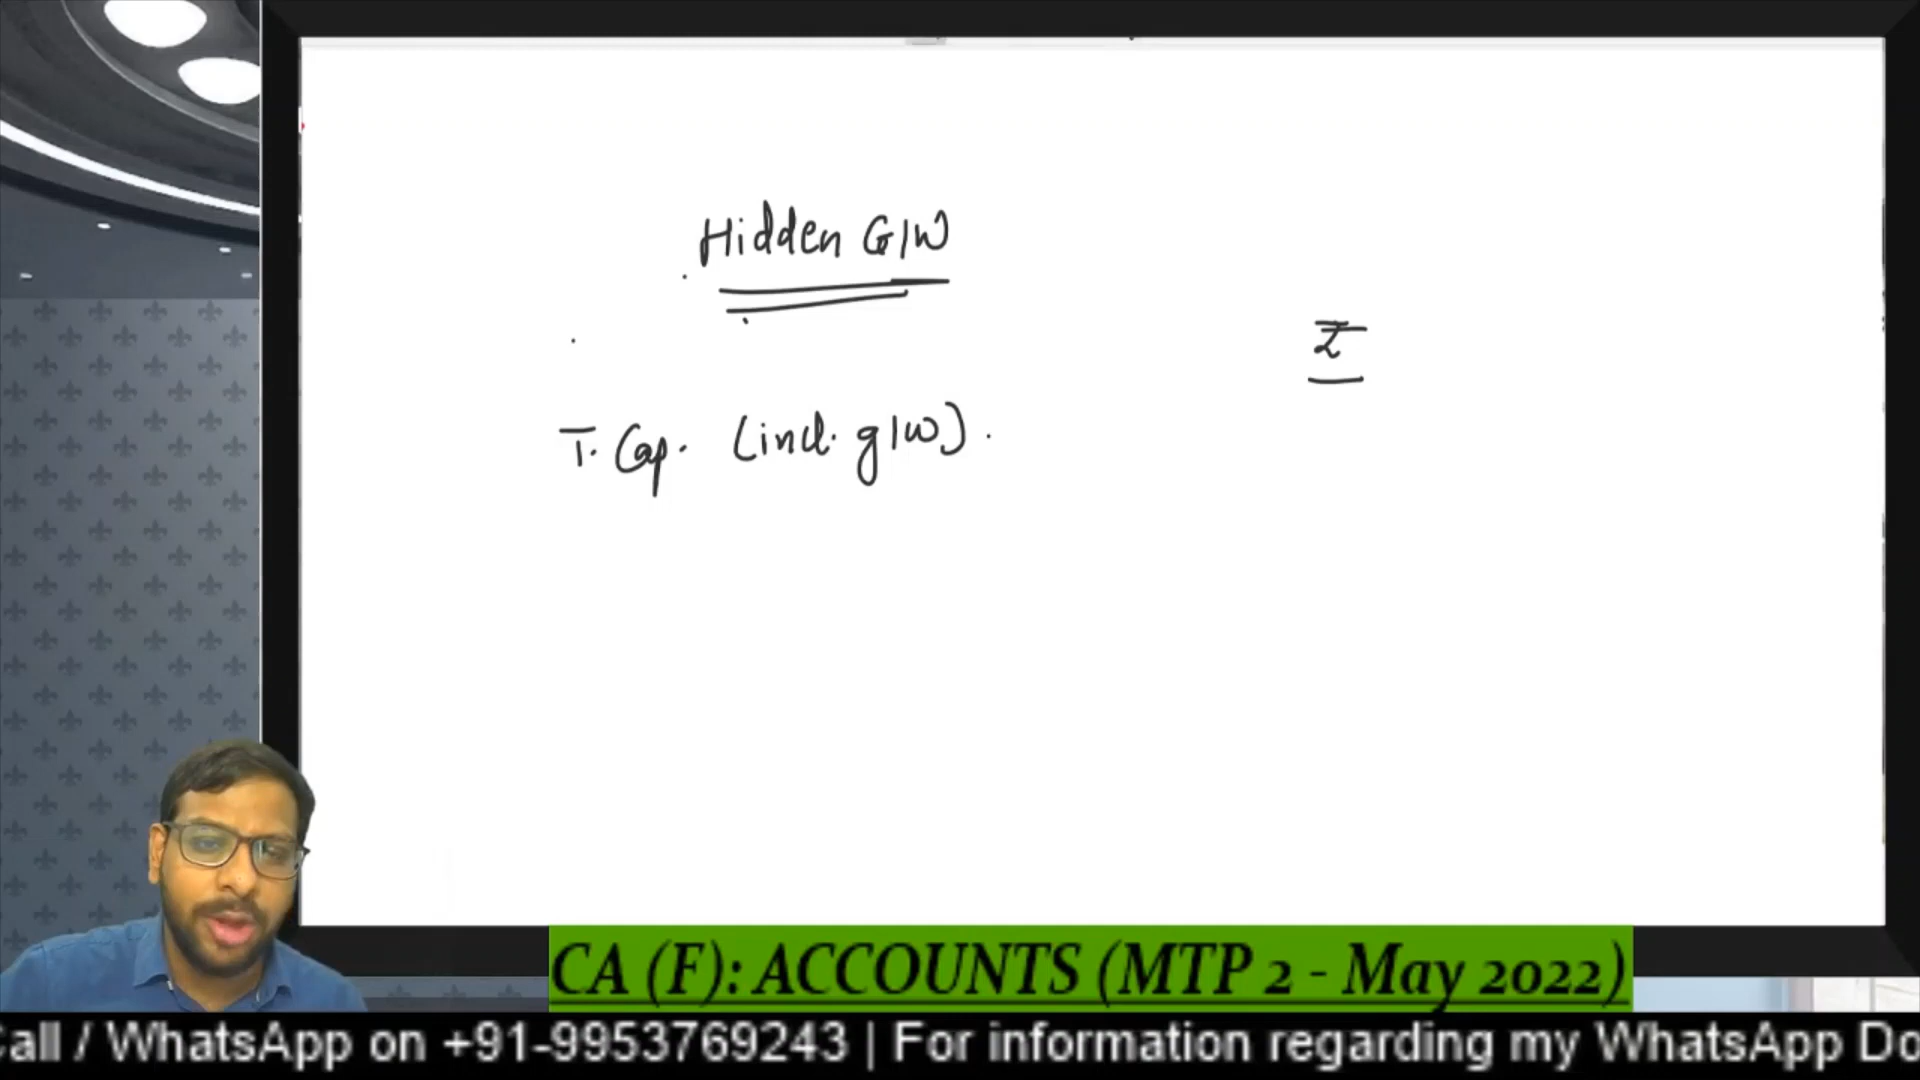 Hidden G/W
₹
T. Cap. (incl. g/w).
CA (F): ACCOUNTS (MTP 2 - May 2022)
Call / WhatsApp on +91-9953769243 | For information regarding my WhatsApp Do